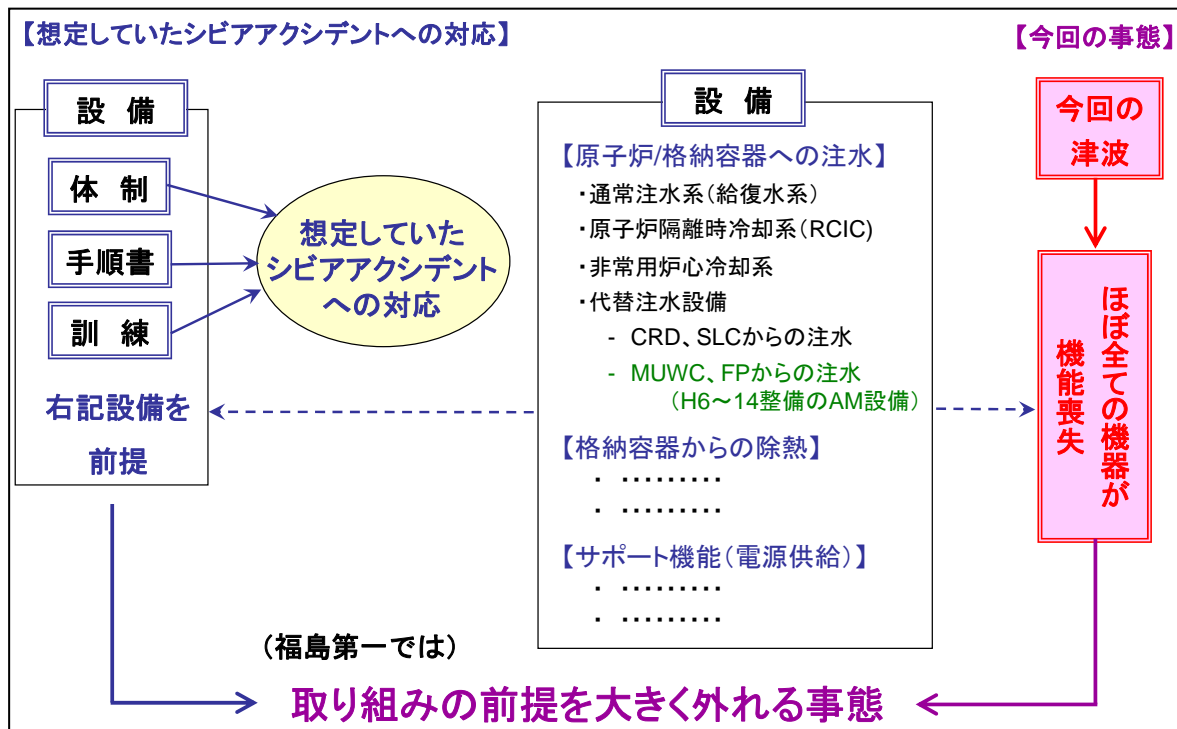 【想定していたシビアアクシデントへの対応】
設 備
体 制
手順書
訓 練
右記設備を
前提
想定していた
シビアアクシデント
への対応
設 備
【原子炉/格納容器への注水】
・通常注水系(給復水系)
・原子炉隔離時冷却系(RCIC)
・非常用炉心冷却系
・代替注水設備
- CRD、SLCからの注水
- MUWC、FPからの注水
(H6～14整備のAM設備)
【格納容器からの除熱】
・ ・・・・・・・・・
・ ・・・・・・・・・
【サポート機能(電源供給)】
・ ・・・・・・・・・
・ ・・・・・・・・・
【今回の事態】
今回の
津波
ほぼ全ての機器が
機能喪失
(福島第一では)
取り組みの前提を大きく外れる事態